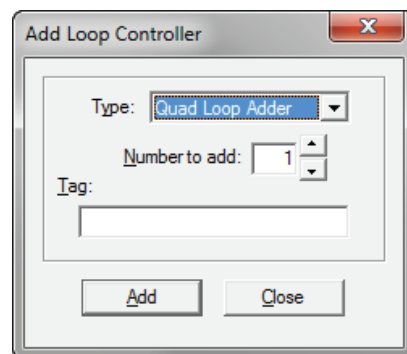 Add Loop Controller
Type: Quad Loop Adder
Number to add: 1
Tag:
Add Close